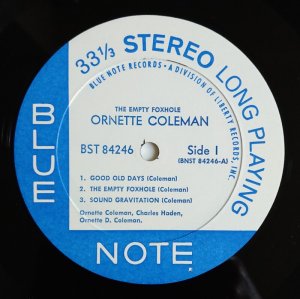 33 1/3 STEREO LONG PLAYING
BLUE NOTE RECORDS • A DIVISION OF LIBERTY RECORDS, INC.
THE EMPTY FOXHOLE
ORNETTE COLEMAN
BST 84246
Side 1
(BNST 84246-A)
1. GOOD OLD DAYS (Coleman)
2. THE EMPTY FOXHOLE (Coleman)
3. SOUND GRAVITATION (Coleman)
Ornette Coleman, Charles Haden,
Ornette D. Coleman.
BLUE
NOTE